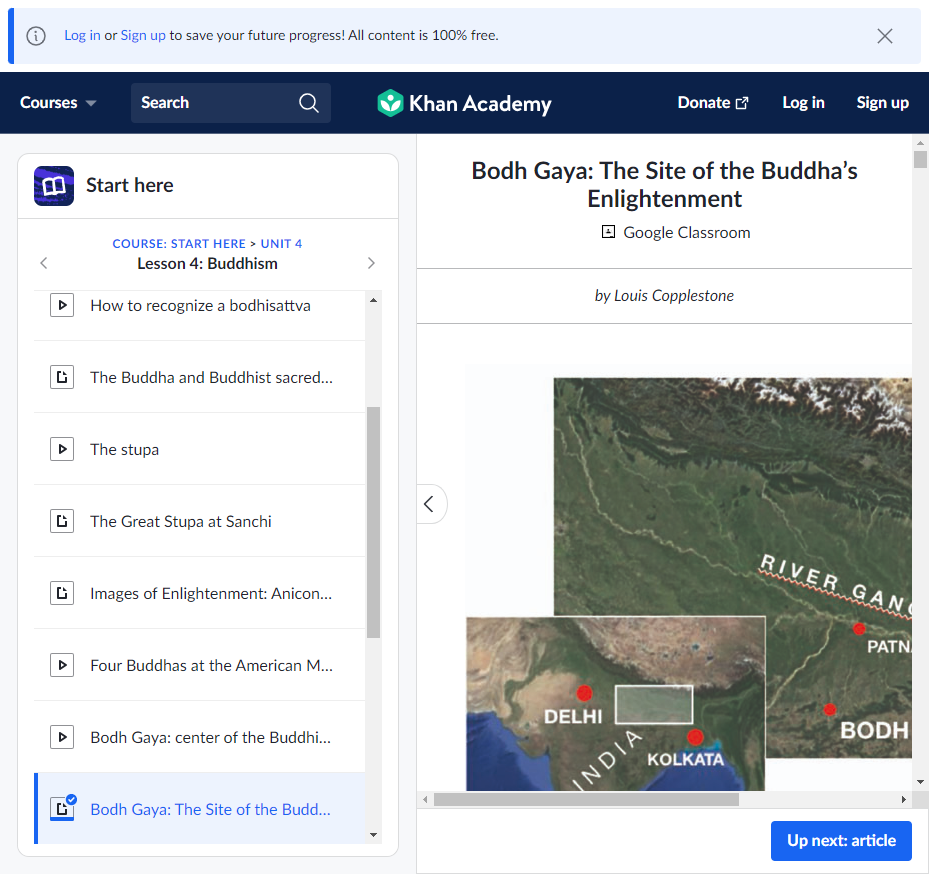 Log in or Sign up to save your future progress! All content is 100% free.
Courses
Search
Khan Academy
Donate
Log in
Sign up
Start here
COURSE: START HERE > UNIT 4
Lesson 4: Buddhism
How to recognize a bodhisattva
The Buddha and Buddhist sacred...
The stupa
The Great Stupa at Sanchi
Images of Enlightenment: Anicon...
Four Buddhas at the American M...
Bodh Gaya: center of the Buddhi...
Bodh Gaya: The Site of the Budd...
Bodh Gaya: The Site of the Buddha’s
Enlightenment
Google Classroom
by Louis Copplestone
RIVER GANG
PATNA
BODH
DELHI
INDIA
KOLKATA
Up next: article